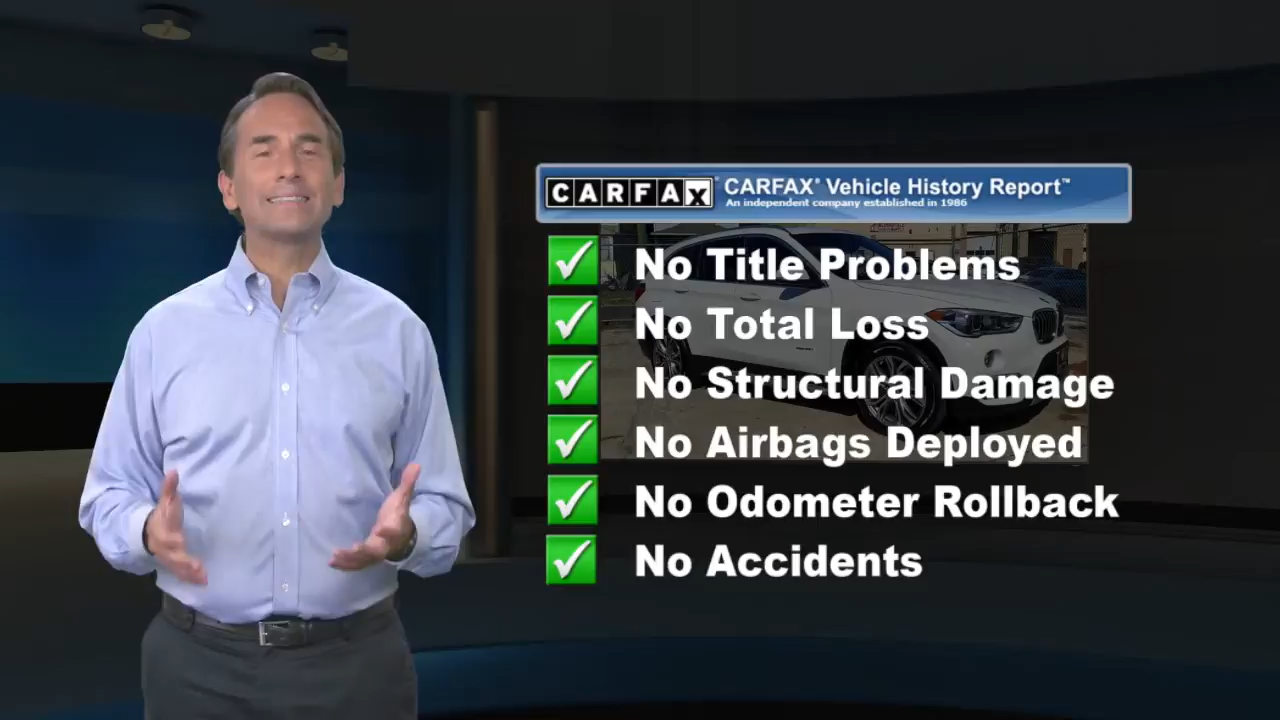 CARFAX® CARFAX® Vehicle History Report™
An independent company established in 1986
No Title Problems
No Total Loss
No Structural Damage
No Airbags Deployed
No Odometer Rollback
No Accidents